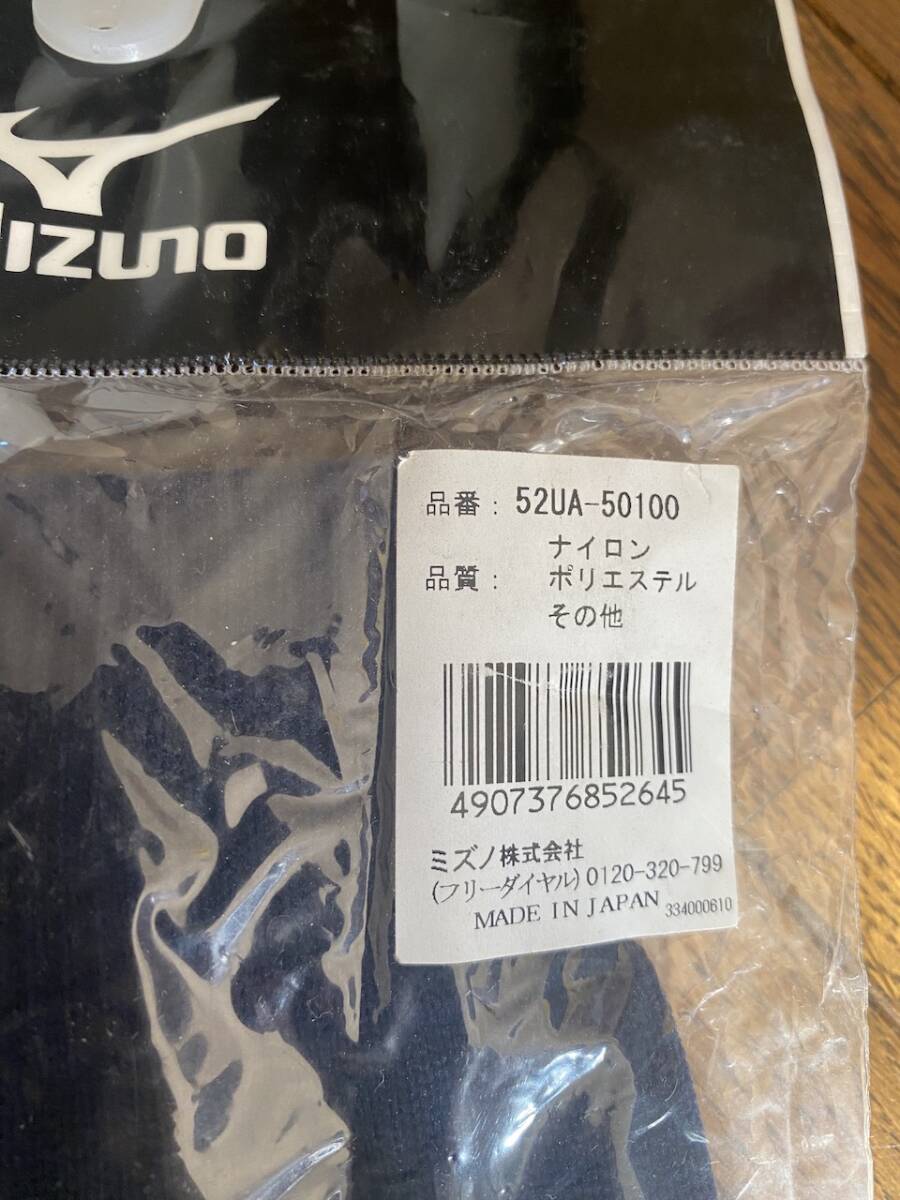 MIZUNO
品番： 52UA-50100
ナイロン
品質： ポリエステル
その他
4907376852645
ミズノ株式会社
(フリーダイヤル) 0120-320-799
MADE IN JAPAN 334000610